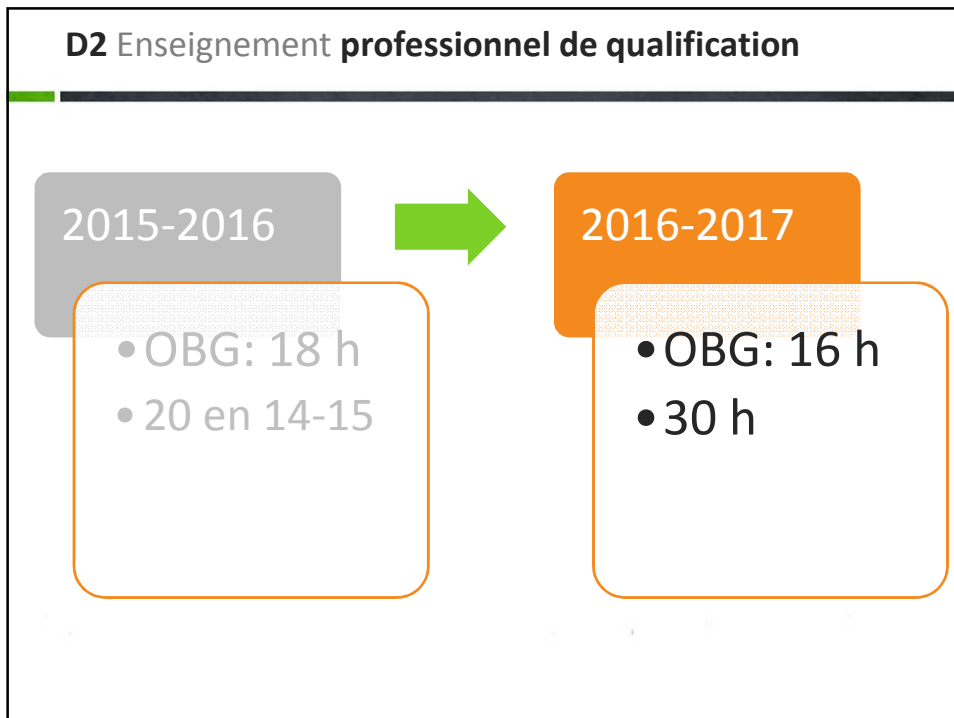 D2 Enseignement professionnel de qualification
2015-2016
• OBG: 18 h
• 20 en 14-15
2016-2017
• OBG: 16 h
• 30 h